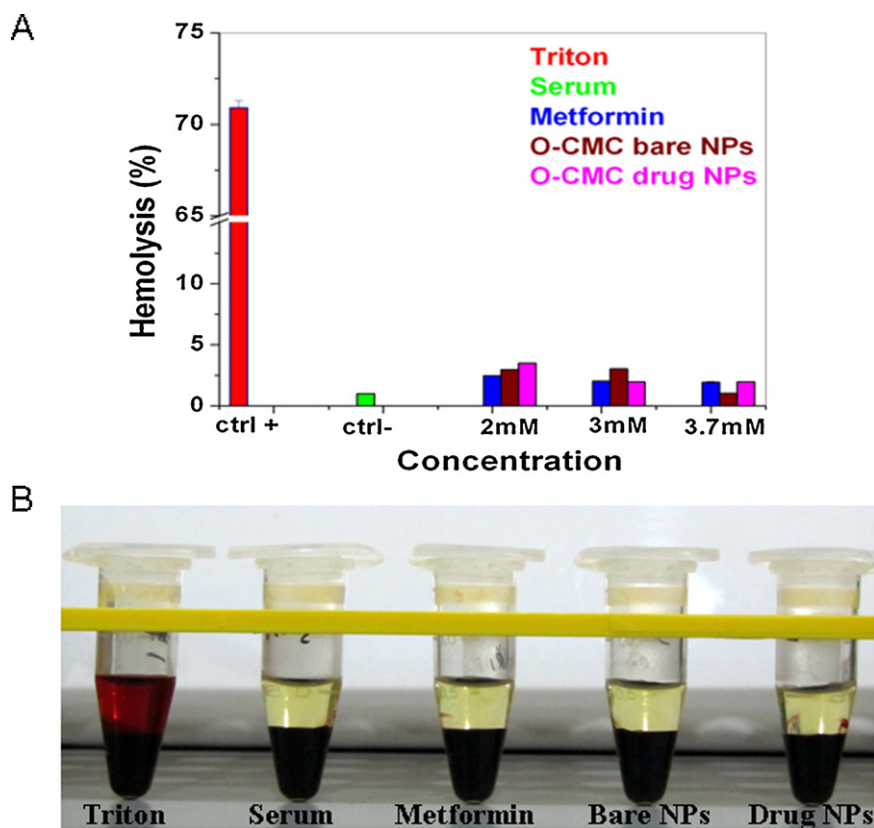 A
75
70
65
10
5
0
Hemolysis (%)
Triton
Serum
Metformin
O-CMC bare NPs
O-CMC drug NPs
ctrl + ctrl- 2mM 3mM 3.7mM
Concentration
B
Triton Serum Metformin Bare NPs Drug NPs